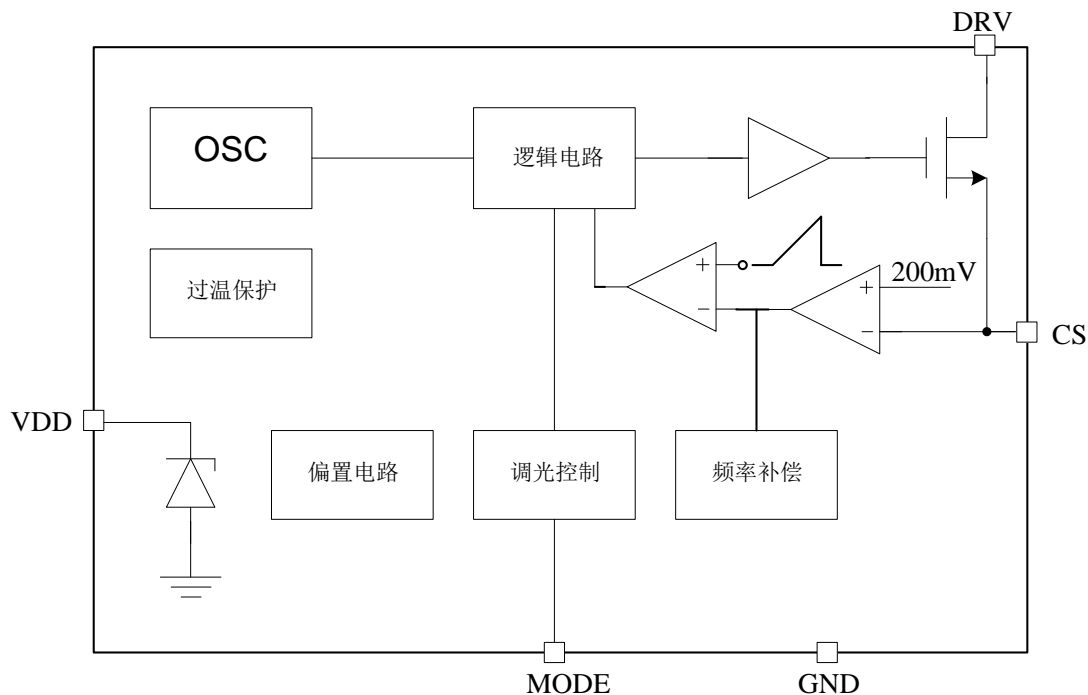 DRV
OSC
逻辑电路
过温保护
+
200mV
+
−
−
CS
VDD
偏置电路
调光控制
频率补偿
MODE
GND